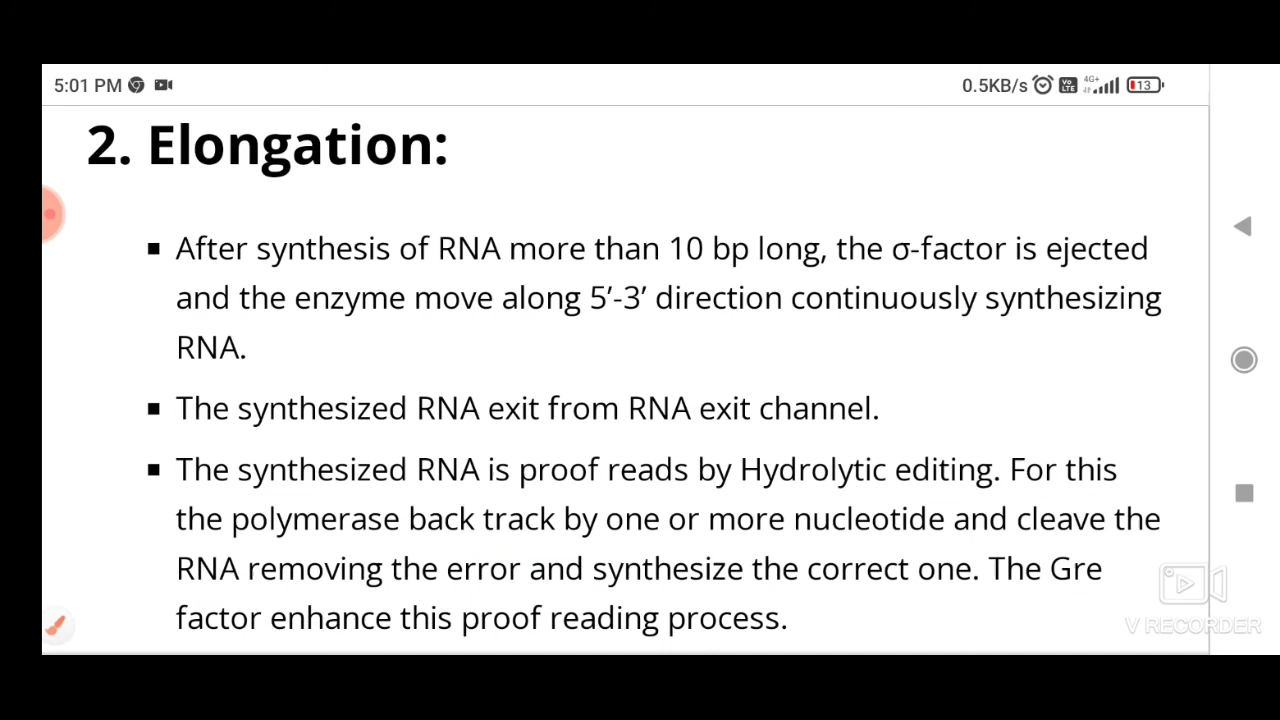 5:01 PM 0.5KB/s Vo LTE 4G+ 13
2. Elongation:
▪ After synthesis of RNA more than 10 bp long, the σ-factor is ejected
and the enzyme move along 5’-3’ direction continuously synthesizing
RNA.
▪ The synthesized RNA exit from RNA exit channel.
▪ The synthesized RNA is proof reads by Hydrolytic editing. For this
the polymerase back track by one or more nucleotide and cleave the
RNA removing the error and synthesize the correct one. The Gre
factor enhance this proof reading process.
V RECORDER